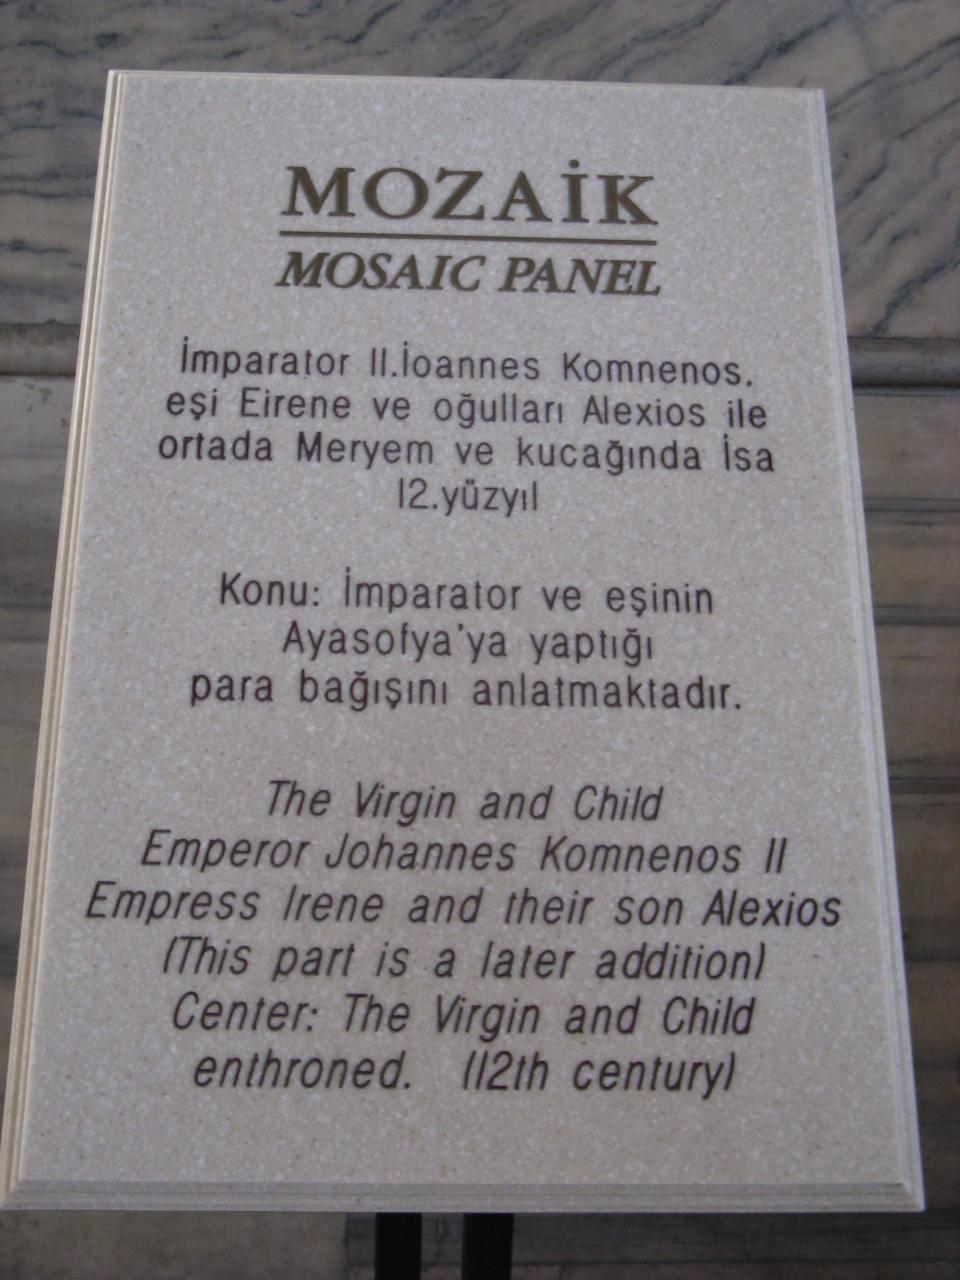 MOZAİK
MOSAIC PANEL
İmparator II.İoannes Komnenos.
eşi Eirene ve oğulları Alexios ile
ortada Meryem ve kucağında İsa
12.yüzyıl
Konu: İmparator ve eşinin
Ayasofya'ya yaptığı
para bağışını anlatmaktadır.
The Virgin and Child
Emperor Johannes Komnenos II
Empress Irene and their son Alexios
(This part is a later addition)
Center: The Virgin and Child
enthroned. (12th century)